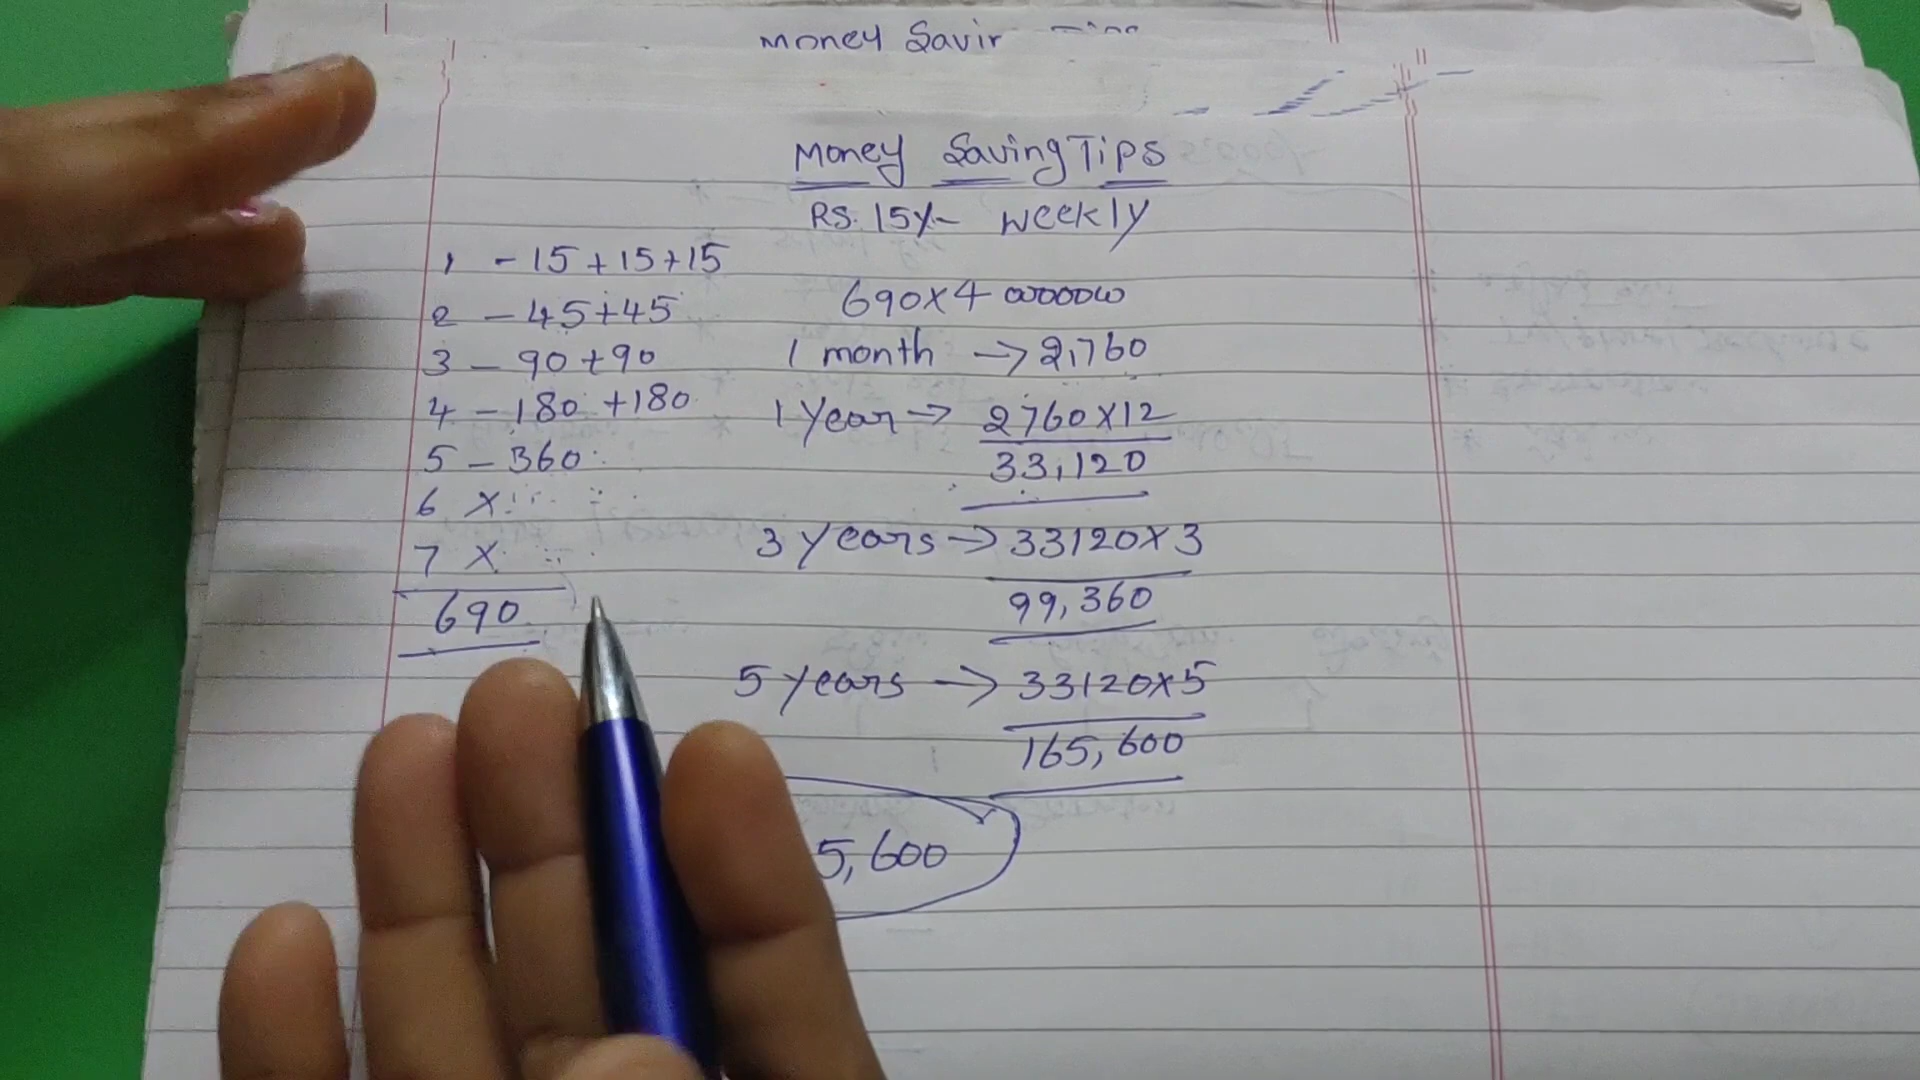 Money
Money Saving Tips
RS. 15/- weekly
1 - 15+15+15
2 - 45+45
3 - 90+90
4 - 180 +180
5 - 360
6 X
7 X
690
690x4
1 month → 2,760
1 Year → 2760X12
33,120
3 years → 33120X3
99,360
5 years → 33120x5
165,600
5,600